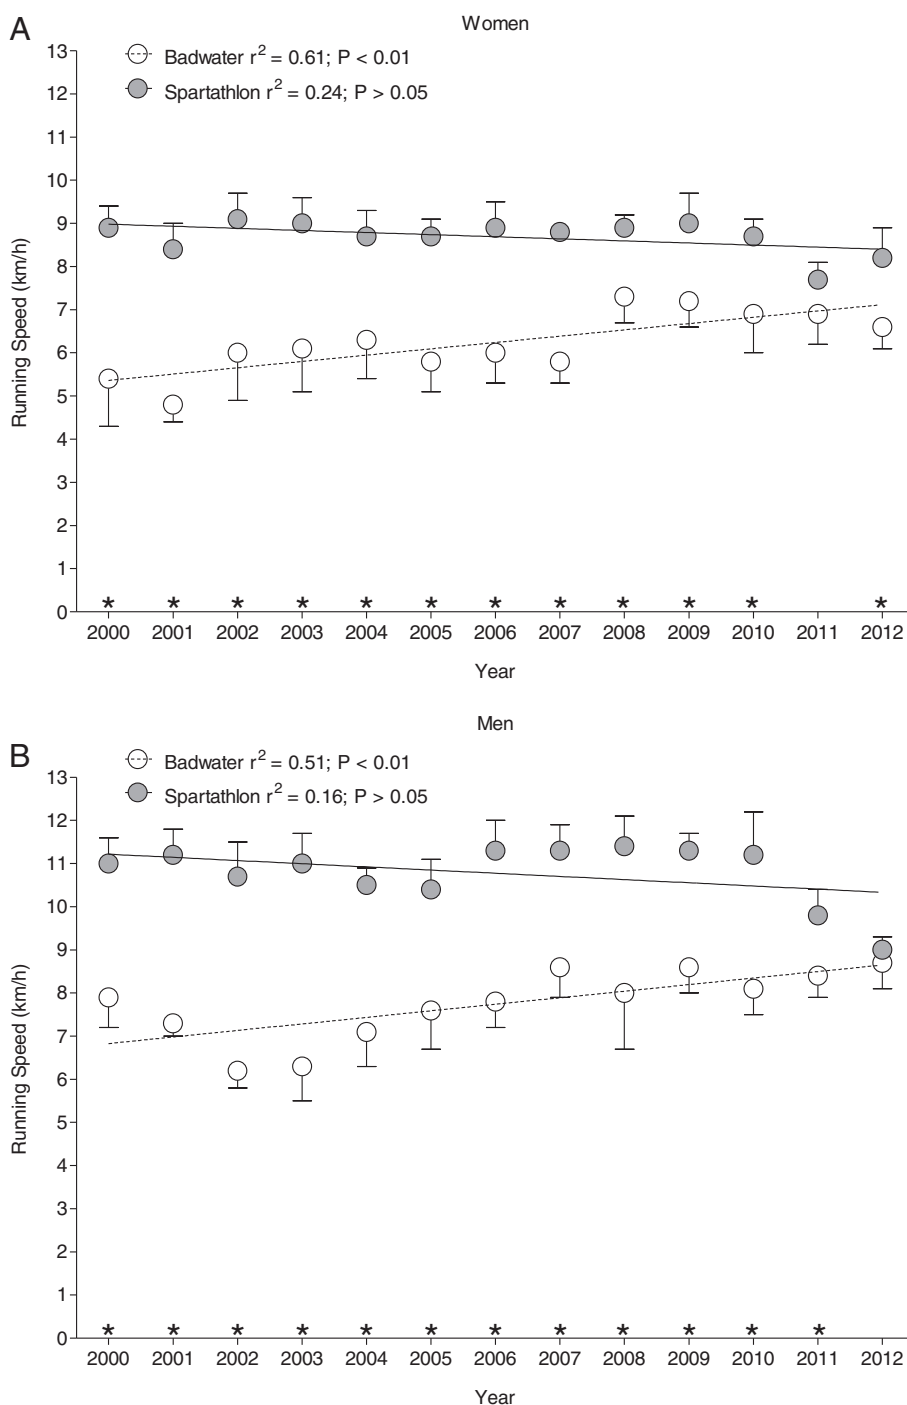 A
Women
Badwater r² = 0.61; P < 0.01
Spartathlon r² = 0.24; P > 0.05
13
12
11
10
9
8
7
6
5
4
3
2
1
0
Running Speed (km/h)
* * * * * * * * * * * *
2000 2001 2002 2003 2004 2005 2006 2007 2008 2009 2010 2011 2012
Year
B
Men
Badwater r² = 0.51; P < 0.01
Spartathlon r² = 0.16; P > 0.05
13
12
11
10
9
8
7
6
5
4
3
2
1
0
Running Speed (km/h)
* * * * * * * * * * * *
2000 2001 2002 2003 2004 2005 2006 2007 2008 2009 2010 2011 2012
Year